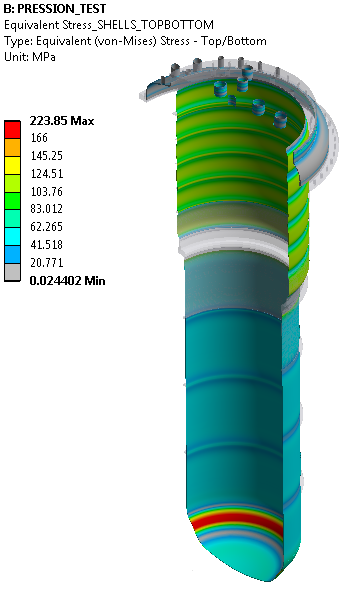 B: PRESSION_TEST
Equivalent Stress_SHELLS_TOPBOTTOM
Type: Equivalent (von-Mises) Stress - Top/Bottom
Unit: MPa
223.85 Max
166
145.25
124.51
103.76
83.012
62.265
41.518
20.771
0.024402 Min